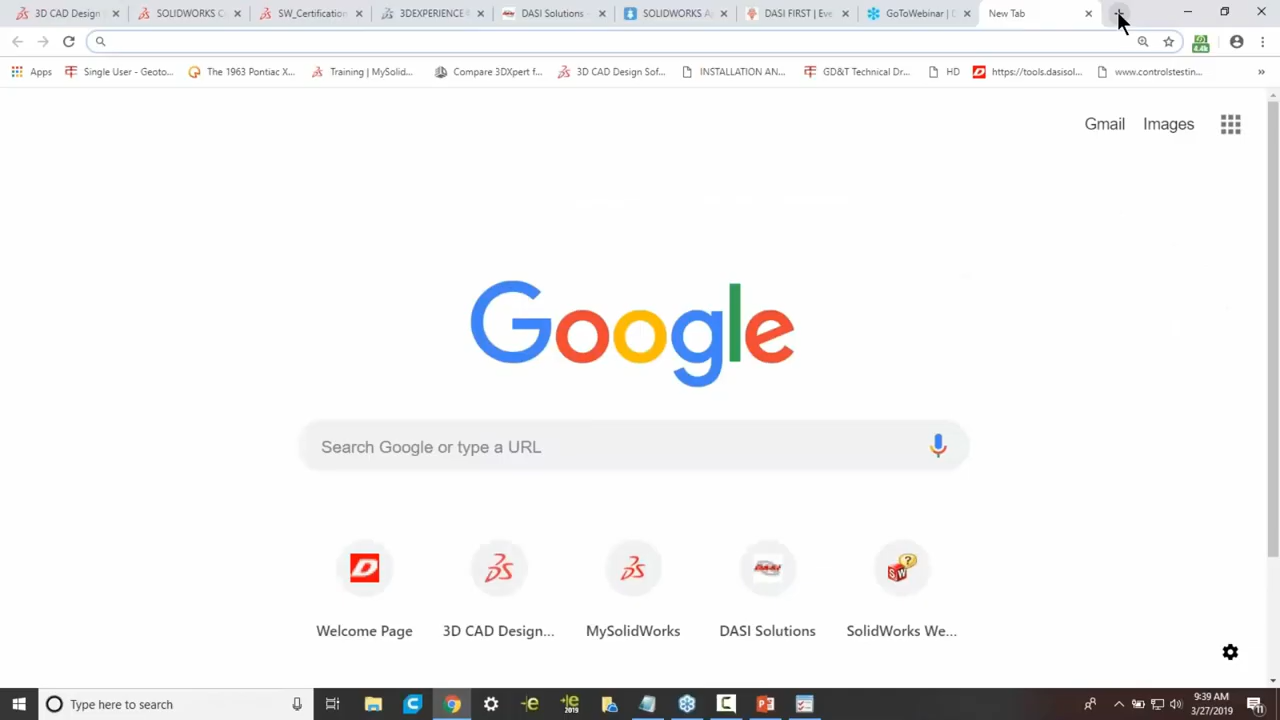 3D CAD Design
SOLIDWORKS C
SW_Certification
3DEXPERIENCE
DASI Solutions
SOLIDWORKS A
DASI FIRST | Eve
GoToWebinar |
New Tab
Apps
Single User - Geoto...
The 1963 Pontiac X...
Training | MySolid...
Compare 3DXpert f...
3D CAD Design Sof...
INSTALLATION AN...
GD&T Technical Dr...
HD
https://tools.dasisol...
www.controlstestin...
»
Gmail
Images
Google
Search Google or type a URL
Welcome Page
3D CAD Design...
MySolidWorks
DASI Solutions
SolidWorks We...
Type here to search
9:39 AM
3/27/2019